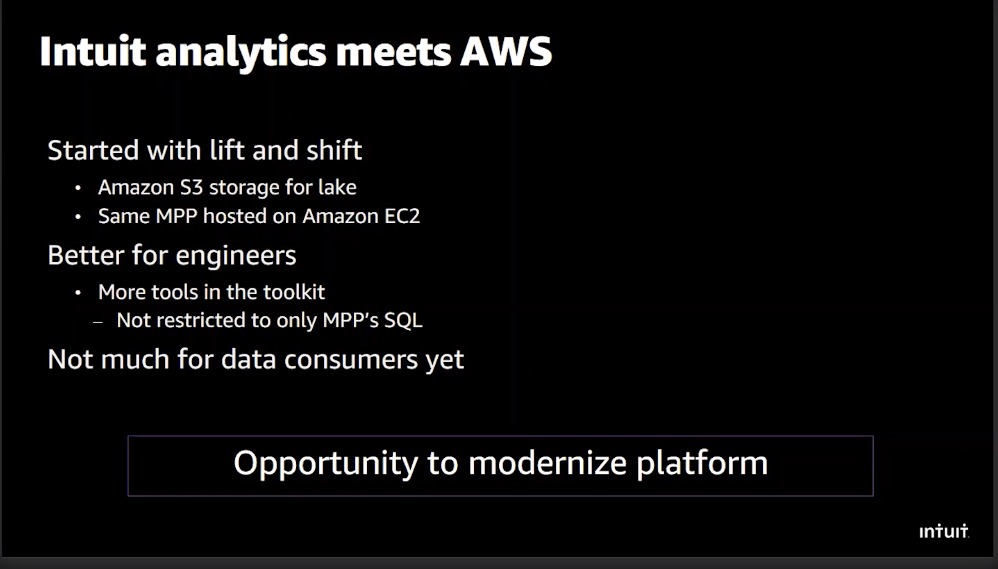 Intuit analytics meets AWS
Started with lift and shift
• Amazon S3 storage for lake
• Same MPP hosted on Amazon EC2
Better for engineers
• More tools in the toolkit
– Not restricted to only MPP's SQL
Not much for data consumers yet
Opportunity to modernize platform
INTUIT